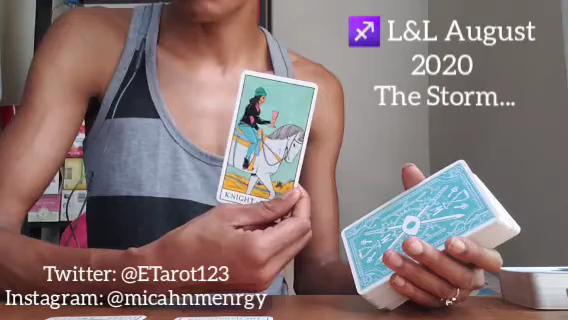 ♐ L&L August
2020
The Storm...
KNIGHT
Twitter: @ETarot123
Instagram: @micahnmenrgy